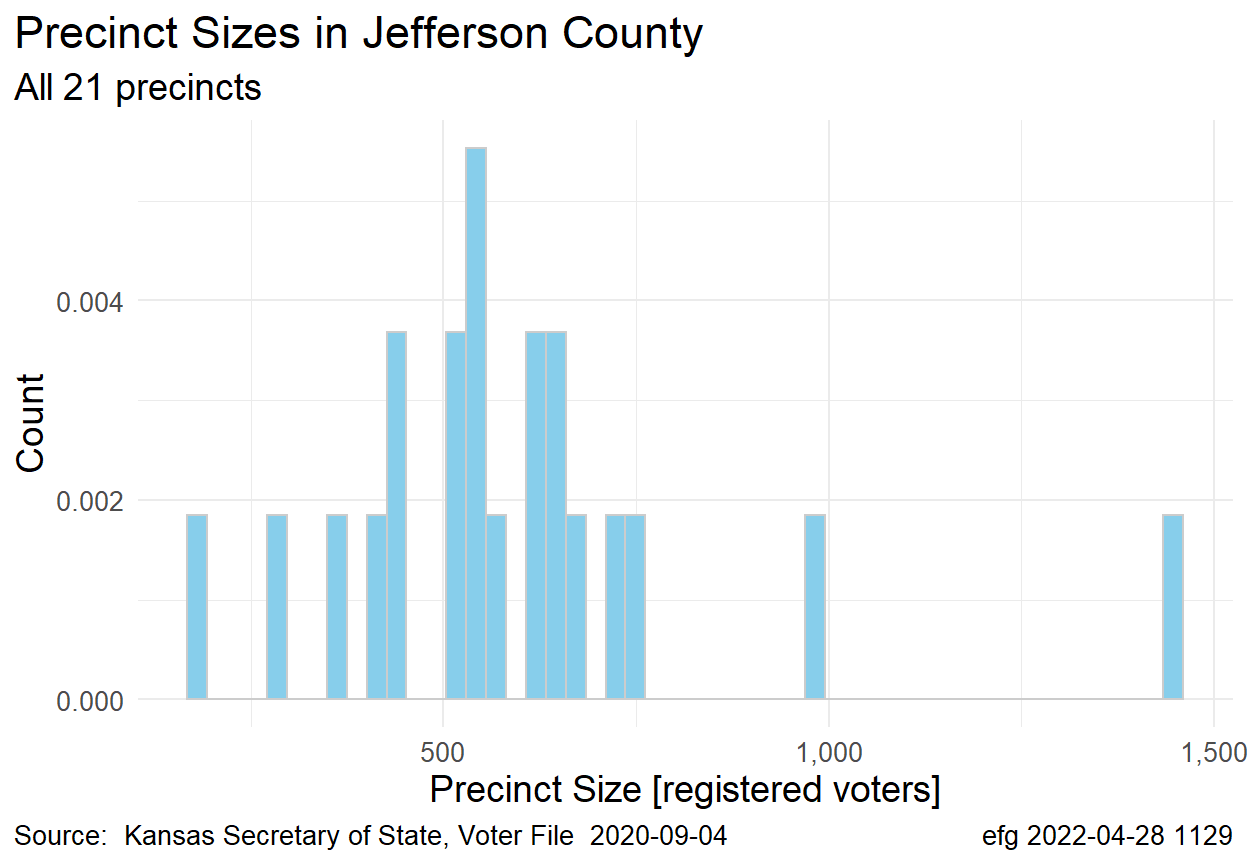 Precinct Sizes in Jefferson County
All 21 precincts
0.004
0.002
0.000
Count
500 1,000 1,500
Precinct Size [registered voters]
Source:  Kansas Secretary of State, Voter File  2020-09-04 efg 2022-04-28 1129